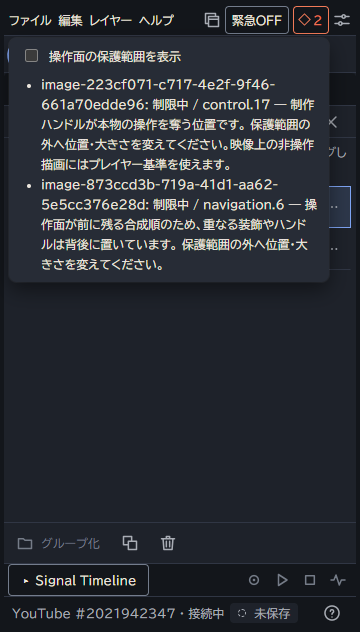 ファイル 編集 レイヤー ヘルプ 緊急OFF 2
操作面の保護範囲を表示
• image-223cf071-c717-4e2f-9f46-
661a70edde96: 制限中 / control.17 — 制作
ハンドルが本物の操作を奪う位置です。保護範囲の
外へ位置・大きさを変えてください。映像上の非操作
描画にはプレイヤー基準を使えます。
• image-873ccd3b-719a-41d1-aa62-
5e5cc376e28d: 制限中 / navigation.6 — 操
作面が前に残る合成順のため、重なる装飾やハンド
ルは背後に置いています。保護範囲の外へ位置・大
きさを変えてください。
グループ化
▸ Signal Timeline
YouTube #2021942347・接続中 未保存